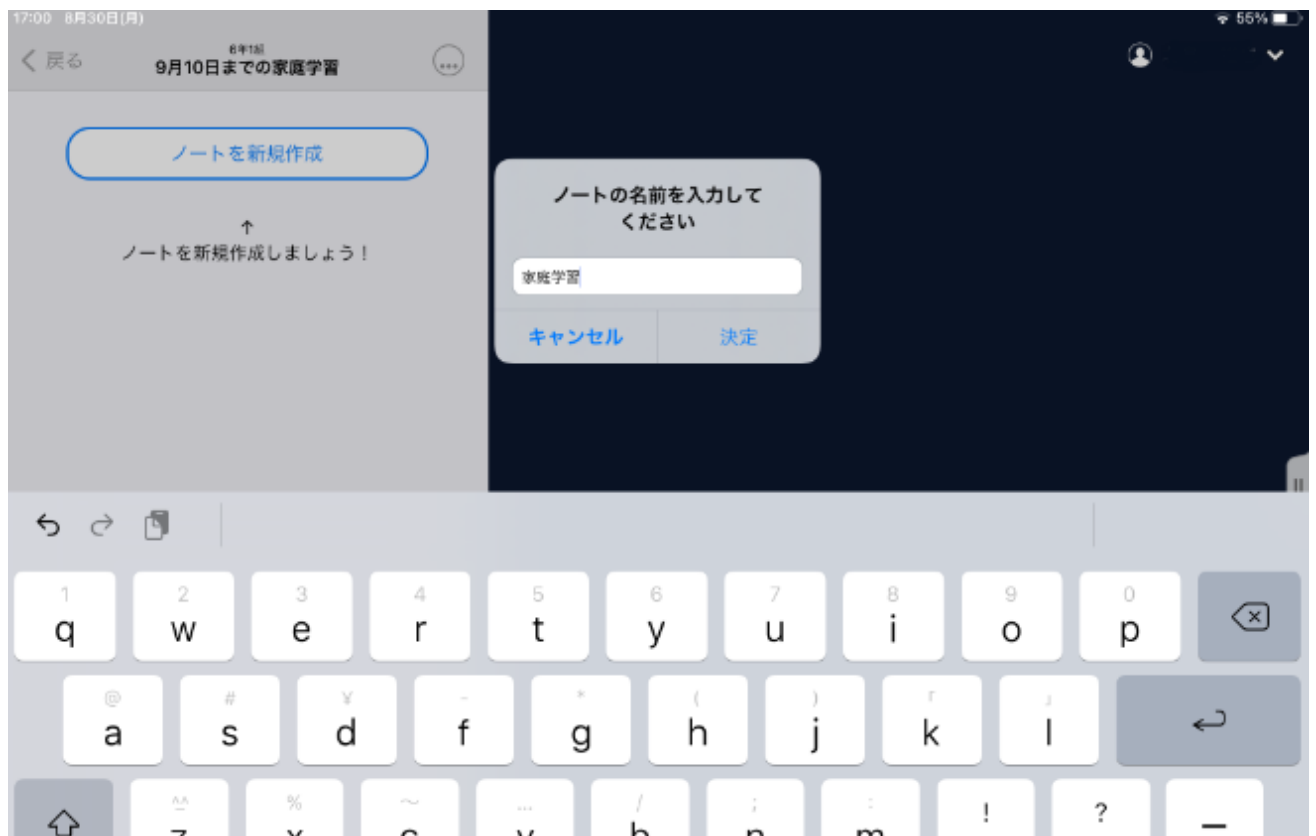 17:00 8月30日(月)
55%
戻る
6年1組
9月10日までの家庭学習
ノートを新規作成
↑
ノートを新規作成しましょう！
ノートの名前を入力して
ください
家庭学習
キャンセル
決定
1 2 3 4 5 6 7 8 9 0
q w e r t y u i o p
@ # ¥ - * ( ) 「 」
a s d f g h j k l
^^ % 〜 … / ; : ! ?
z x c v b n m _